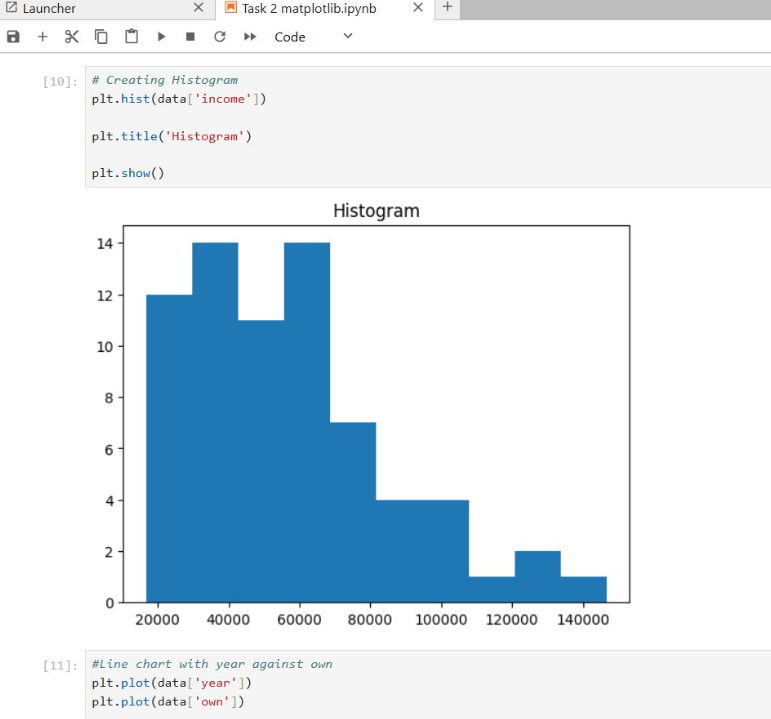 Launcher
Task 2 matplotlib.ipynb
Code
[10]:
# Creating Histogram
plt.hist(data['income'])
plt.title('Histogram')
plt.show()
Histogram
14
12
10
8
6
4
2
0
20000 40000 60000 80000 100000 120000 140000
[11]:
#Line chart with year against own
plt.plot(data['year'])
plt.plot(data['own'])